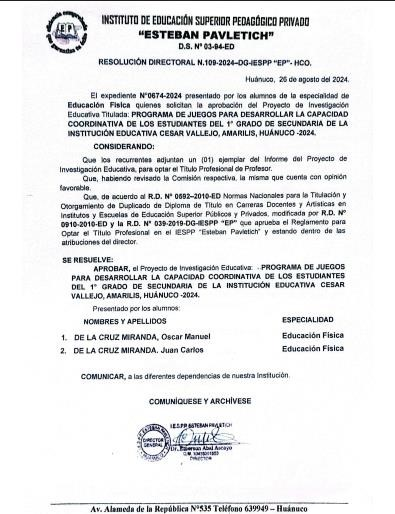 INSTITUTO DE EDUCACIÓN SUPERIOR PEDAGÓGICO PRIVADO
"ESTEBAN PAVLETICH"
D.S. Nº 03-94-ED
RESOLUCIÓN DIRECTORAL N.109-2024-DG-IESPP "EP"- HCO.
Huánuco, 26 de agosto del 2024.
El expediente N°0674-2024 presentado por los alumnos de la especialidad de
Educación Física quienes solicitan la aprobación del Proyecto de Investigación
Educativa Titulada: PROGRAMA DE JUEGOS PARA DESARROLLAR LA CAPACIDAD
COORDINATIVA DE LOS ESTUDIANTES DEL 1° GRADO DE SECUNDARIA DE LA
INSTITUCIÓN EDUCATIVA CESAR VALLEJO, AMARILIS, HUÁNUCO -2024.
CONSIDERANDO:
Que los recurrentes adjuntan un (01) ejemplar del Informe del Proyecto de
Investigación Educativa, para optar el Título Profesional de Profesor.
Que, habiendo revisado la Comisión respectiva, la misma que cuenta con opinión
favorable.
Que, de acuerdo al R.D. Nº 0592–2010-ED Normas Nacionales para la Titulación y
Otorgamiento de Duplicado de Diploma de Título en Carreras Docentes y Artísticas en
Institutos y Escuelas de Educación Superior Públicos y Privados, modificada por R.D. Nº
0910-2010-ED y la R.D. Nº 039-2019-DG-IESPP "EP" que aprueba el Reglamento para
Optar el Título Profesional en el IESPP "Esteban Pavletich" y estando dentro de las
atribuciones del director.
SE RESUELVE:
APROBAR, el Proyecto de Investigación Educativa: PROGRAMA DE JUEGOS
PARA DESARROLLAR LA CAPACIDAD COORDINATIVA DE LOS ESTUDIANTES
DEL 1° GRADO DE SECUNDARIA DE LA INSTITUCIÓN EDUCATIVA CESAR
VALLEJO, AMARILIS, HUÁNUCO -2024.
Presentado por los alumnos:
NOMBRES Y APELLIDOS ESPECIALIDAD
1. DE LA CRUZ MIRANDA, Oscar Manuel Educación Física
2. DE LA CRUZ MIRANDA. Juan Carlos Educación Física
COMUNICAR, a las diferentes dependencias de nuestra Institución.
COMUNÍQUESE Y ARCHÍVESE
I.E.S.P.P. ESTEBAN PAVLETICH
DIRECTOR
GENERAL
DIRECTOR
Av. Alameda de la República N°535 Teléfono 639949 – Huánuco